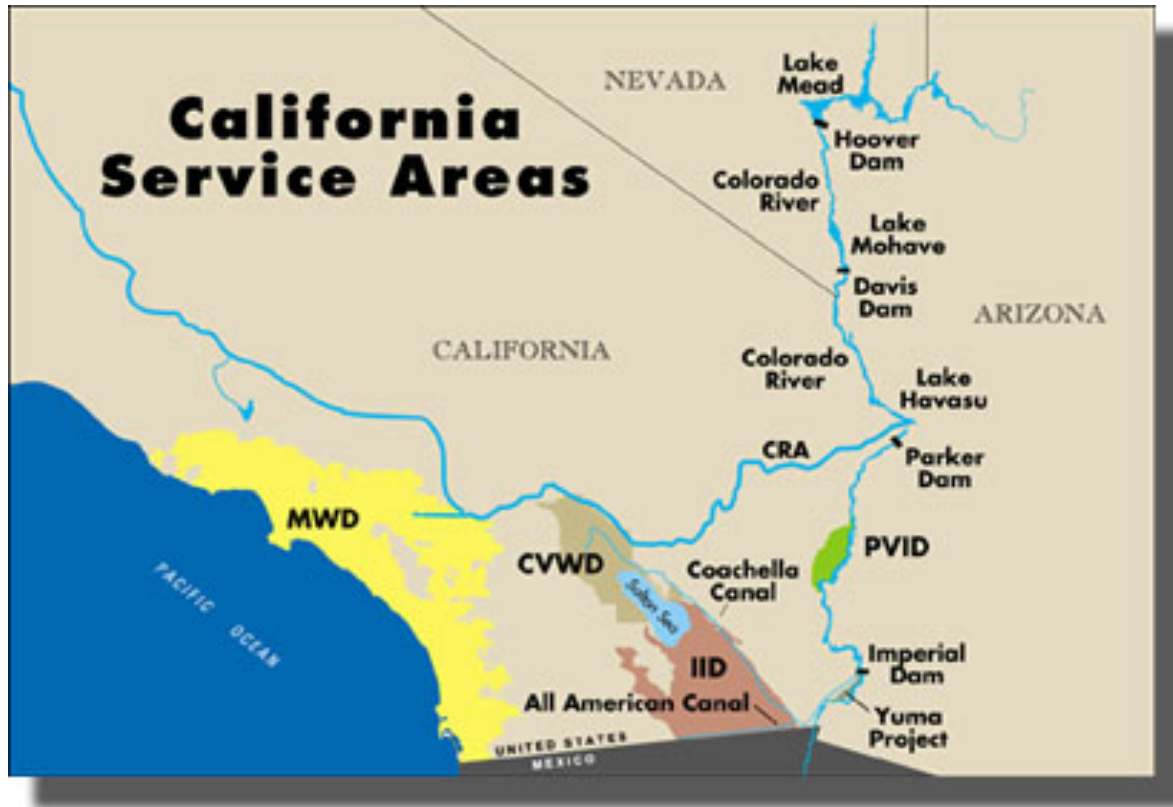 California
Service Areas
NEVADA
Lake
Mead
Hoover
Dam
Colorado
River
Lake
Mohave
Davis
Dam
ARIZONA
CALIFORNIA
Colorado
River
Lake
Havasu
CRA
Parker
Dam
MWD
CVWD
PVID
Coachella
Canal
Salton Sea
PACIFIC OCEAN
IID
Imperial
Dam
All American Canal
Yuma
Project
UNITED STATES
MEXICO